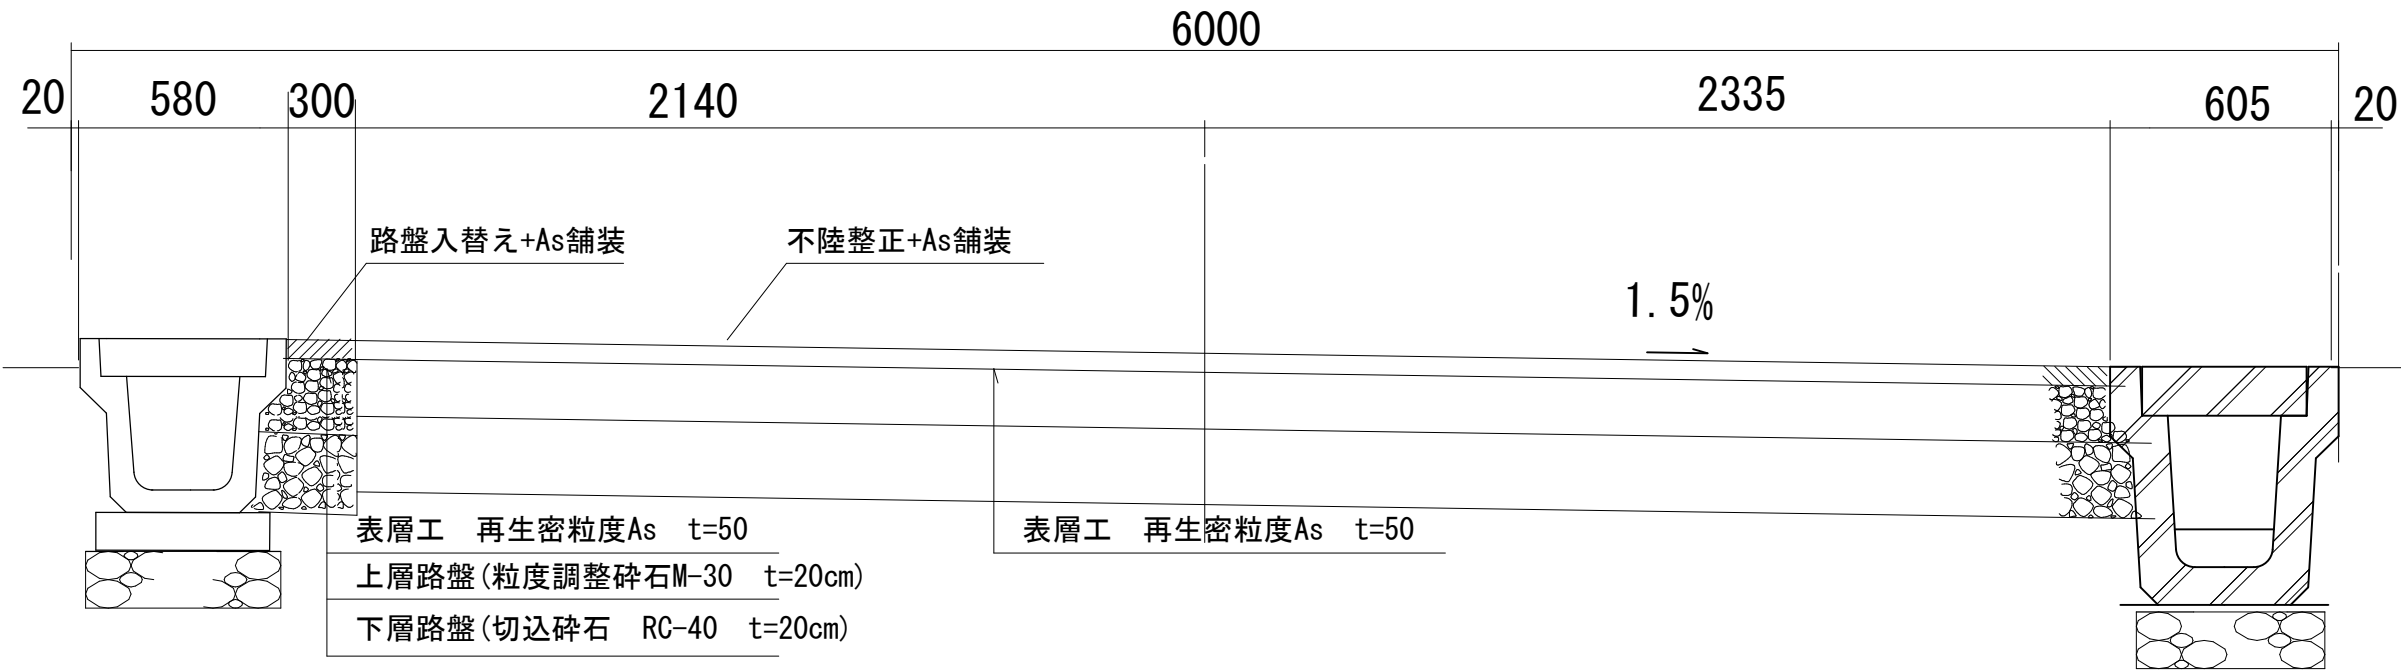 6000
20 580 300 2140 2335 605 20
路盤入替え+As舗装 不陸整正+As舗装
1.5%
表層工 再生密粒度As t=50 表層工 再生密粒度As t=50
上層路盤(粒度調整砕石M-30 t=20cm)
下層路盤(切込砕石 RC-40 t=20cm)